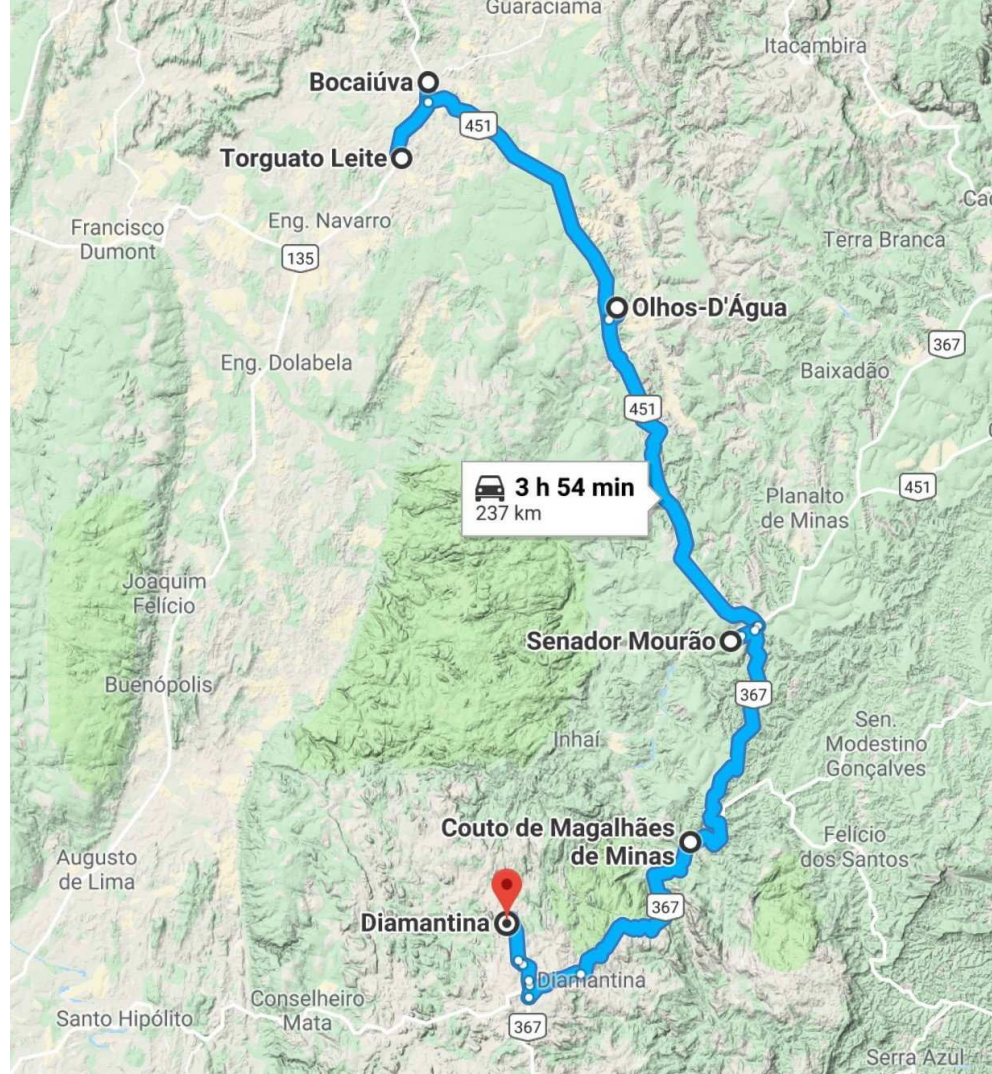 Guaraciama
Itacambira
Bocaiúva
451
Torguato Leite
Francisco
Dumont
Eng. Navarro
135
Terra Branca
Olhos-D'Água
367
Eng. Dolabela
Baixadão
451
3 h 54 min
237 km
451
Planalto
de Minas
Joaquim
Felício
Senador Mourão
Buenópolis
367
Inhaí
Sen.
Modestino
Gonçalves
Couto de Magalhães
de Minas
Felício
dos Santos
Augusto
de Lima
367
Diamantina
Diamantina
Conselheiro
Mata
Santo Hipólito
367
Serra Azul